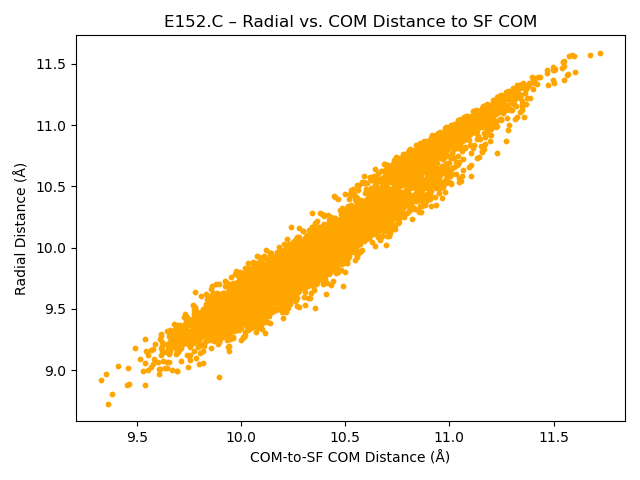 E152.C – Radial vs. COM Distance to SF COM
Radial Distance (Å)
11.5
11.0
10.5
10.0
9.5
9.0
9.5 10.0 10.5 11.0 11.5
COM-to-SF COM Distance (Å)